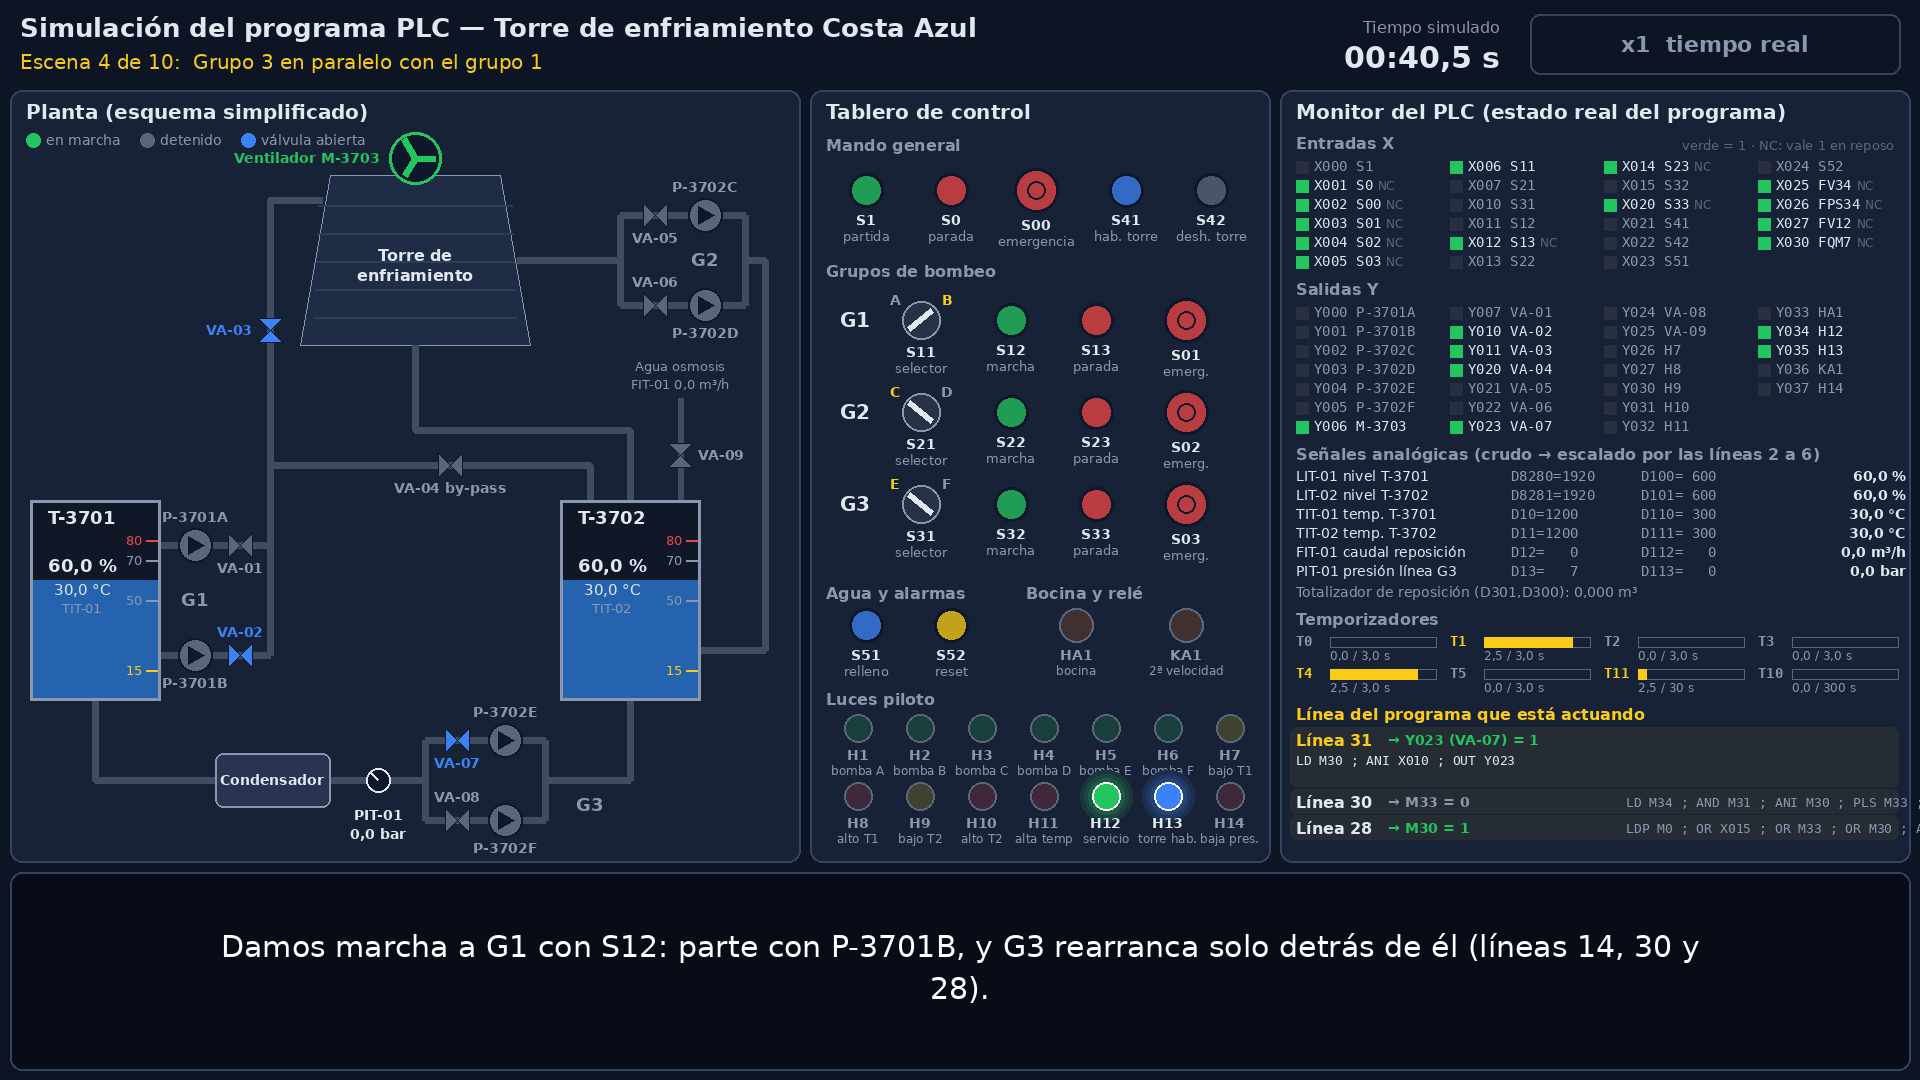 Simulación del programa PLC — Torre de enfriamiento Costa Azul
Escena 4 de 10:  Grupo 3 en paralelo con el grupo 1
Tiempo simulado
00:40,5 s
x1  tiempo real
Planta (esquema simplificado)
en marcha
detenido
válvula abierta
Ventilador M-3703
Torre de
enfriamiento
VA-03
P-3702C
VA-05
G2
VA-06
P-3702D
Agua osmosis
FIT-01 0,0 m³/h
VA-09
VA-04 by-pass
T-3701
80
70
60,0 %
30,0 °C
TIT-01
50
15
P-3701A
VA-01
G1
VA-02
P-3701B
T-3702
80
70
60,0 %
30,0 °C
TIT-02
50
15
P-3702E
VA-07
VA-08
G3
P-3702F
Condensador
PIT-01
0,0 bar
Tablero de control
Mando general
S1
partida
S0
parada
S00
emergencia
S41
hab. torre
S42
desh. torre
Grupos de bombeo
G1
A
B
S11
selector
S12
marcha
S13
parada
S01
emerg.
G2
C
D
S21
selector
S22
marcha
S23
parada
S02
emerg.
G3
E
F
S31
selector
S32
marcha
S33
parada
S03
emerg.
Agua y alarmas
Bocina y relé
S51
relleno
S52
reset
HA1
bocina
KA1
2ª velocidad
Luces piloto
H1
bomba A
H2
bomba B
H3
bomba C
H4
bomba D
H5
bomba E
H6
bomba F
H7
bajo T1
H8
alto T1
H9
bajo T2
H10
alto T2
H11
alta temp
H12
servicio
H13
torre hab.
H14
baja pres.
Monitor del PLC (estado real del programa)
Entradas X
verde = 1 · NC: vale 1 en reposo
X000 S1
X006 S11
X014 S23 NC
X024 S52
X001 S0 NC
X007 S21
X015 S32
X025 FV34 NC
X002 S00 NC
X010 S31
X020 S33 NC
X026 FPS34 NC
X003 S01 NC
X011 S12
X021 S41
X027 FV12 NC
X004 S02 NC
X012 S13 NC
X022 S42
X030 FQM7 NC
X005 S03 NC
X013 S22
X023 S51
Salidas Y
Y000 P-3701A
Y007 VA-01
Y024 VA-08
Y033 HA1
Y001 P-3701B
Y010 VA-02
Y025 VA-09
Y034 H12
Y002 P-3702C
Y011 VA-03
Y026 H7
Y035 H13
Y003 P-3702D
Y020 VA-04
Y027 H8
Y036 KA1
Y004 P-3702E
Y021 VA-05
Y030 H9
Y037 H14
Y005 P-3702F
Y022 VA-06
Y031 H10
Y006 M-3703
Y023 VA-07
Y032 H11
Señales analógicas (crudo → escalado por las líneas 2 a 6)
LIT-01 nivel T-3701 D8280=1920 D100= 600 60,0 %
LIT-02 nivel T-3702 D8281=1920 D101= 600 60,0 %
TIT-01 temp. T-3701 D10=1200 D110= 300 30,0 °C
TIT-02 temp. T-3702 D11=1200 D111= 300 30,0 °C
FIT-01 caudal reposición D12=   0 D112=   0 0,0 m³/h
PIT-01 presión línea G3 D13=   7 D113=   0 0,0 bar
Totalizador de reposición (D301,D300): 0,000 m³
Temporizadores
T0
0,0 / 3,0 s
T1
2,5 / 3,0 s
T2
0,0 / 3,0 s
T3
0,0 / 3,0 s
T4
2,5 / 3,0 s
T5
0,0 / 3,0 s
T11
2,5 / 30 s
T10
0,0 / 300 s
Línea del programa que está actuando
Línea 31 → Y023 (VA-07) = 1
LD M30 ; ANI X010 ; OUT Y023
Línea 30 → M33 = 0 LD M34 ; AND M31 ; ANI M30 ; PLS M33 ;
Línea 28 → M30 = 1 LDP M0 ; OR X015 ; OR M33 ; OR M30 ;
Damos marcha a G1 con S12: parte con P-3701B, y G3 rearranca solo detrás de él (líneas 14, 30 y
28).